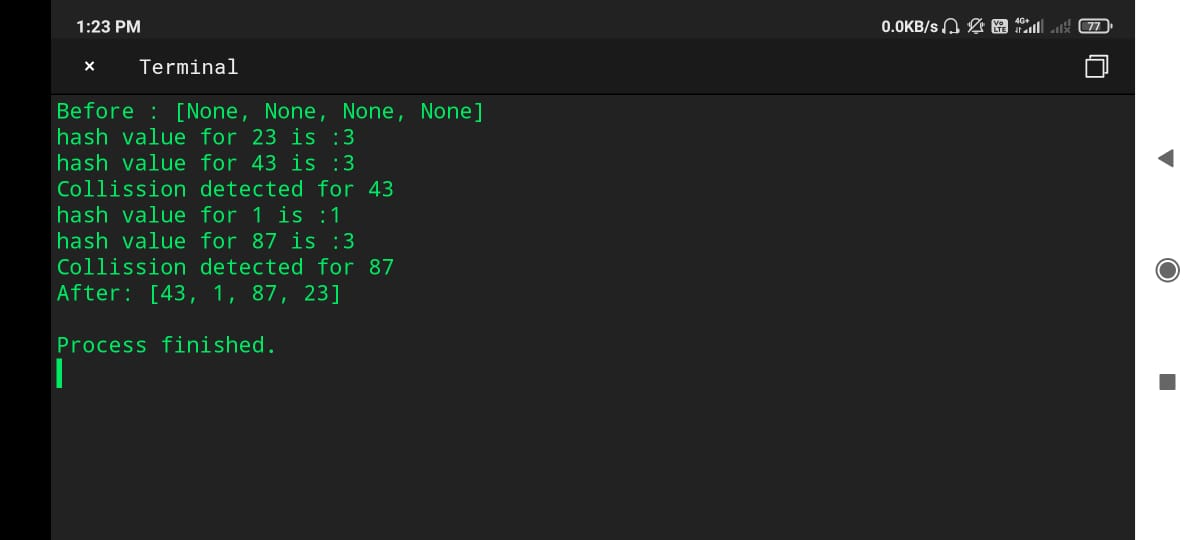 1:23 PM
0.0KB/s 4G+ 77
× Terminal
Before : [None, None, None, None]
hash value for 23 is :3
hash value for 43 is :3
Collission detected for 43
hash value for 1 is :1
hash value for 87 is :3
Collission detected for 87
After: [43, 1, 87, 23]
Process finished.